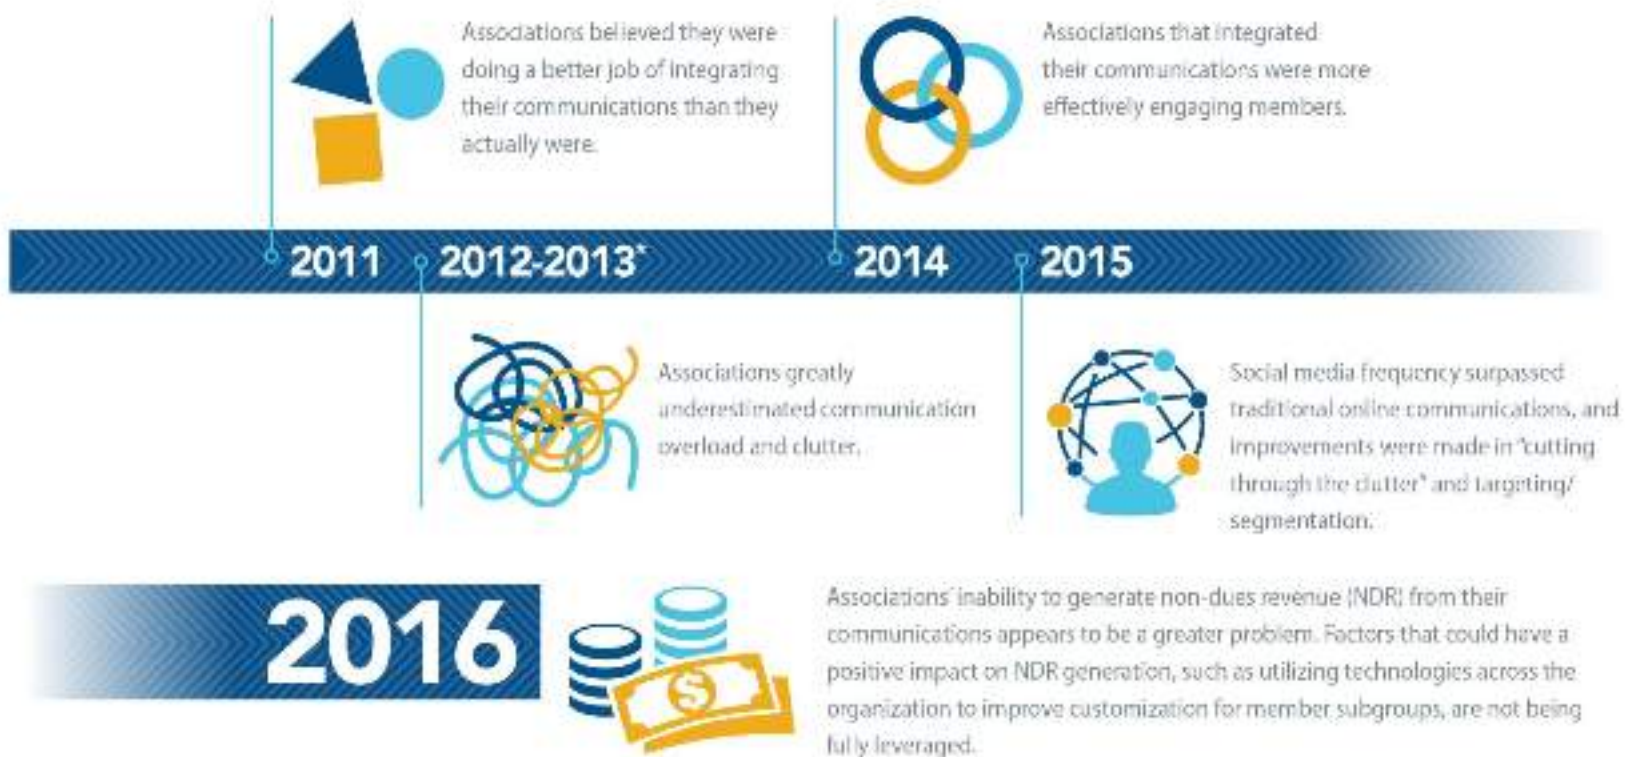 Associations believed they were
doing a better job of integrating
their communications than they
actually were.
Associations that integrated
their communications were more
effectively engaging members.
2011
2012-2013*
2014
2015
Associations greatly
underestimated communication
overload and clutter.
Social media frequency surpassed
traditional online communications, and
improvements were made in "cutting
through the clutter" and targeting/
segmentation.
2016
$
Associations' inability to generate non-dues revenue (NDR) from their
communications appears to be a greater problem. Factors that could have a
positive impact on NDR generation, such as utilizing technologies across the
organization to improve customization for member subgroups, are not being
fully leveraged.